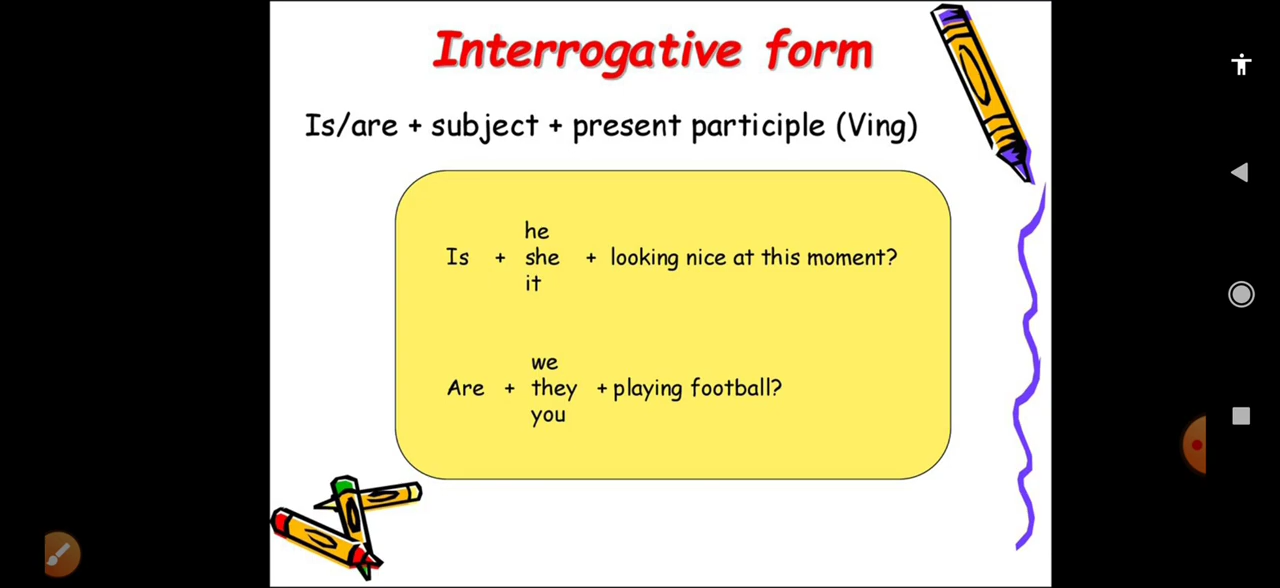 Interrogative form
Is/are + subject + present participle (Ving)
he
Is + she + looking nice at this moment?
it
we
Are + they + playing football?
you